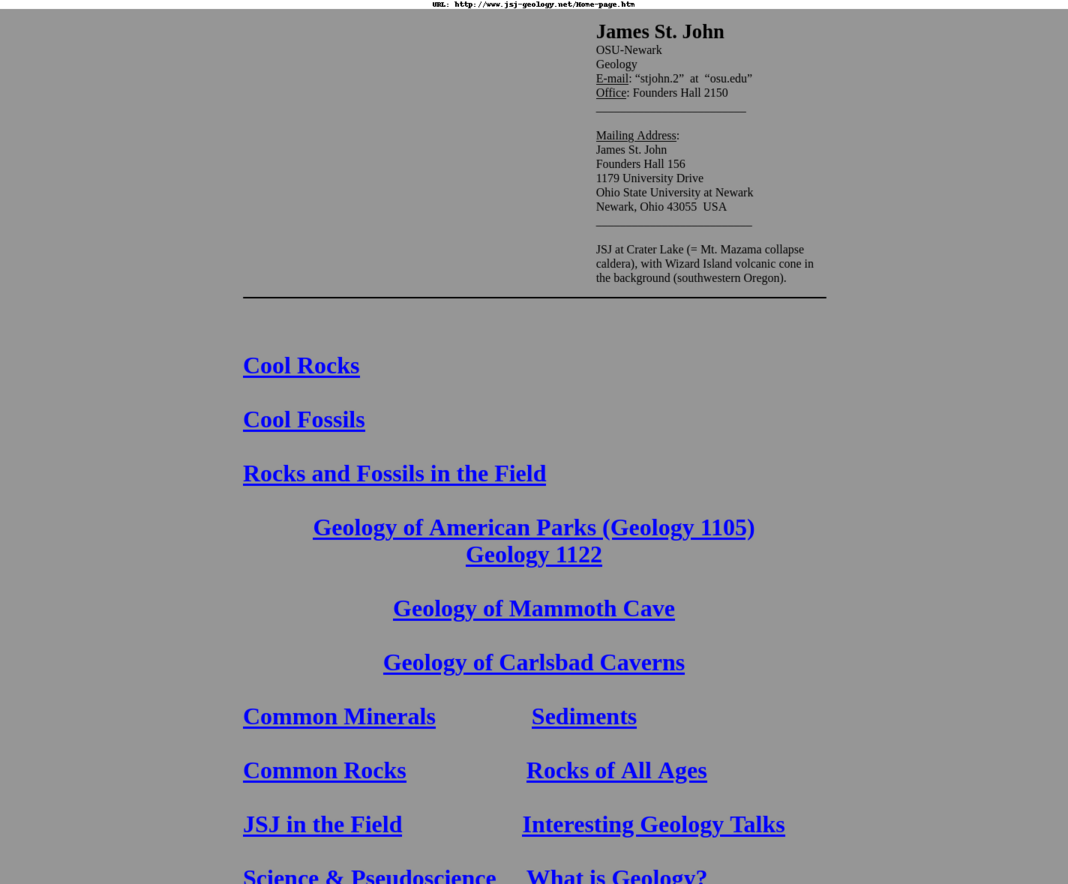 URL: http://www.jsj-geology.net/Home-page.htm
James St. John
OSU-Newark
Geology
E-mail: “stjohn.2”  at  “osu.edu”
Office: Founders Hall 2150
Mailing Address:
James St. John
Founders Hall 156
1179 University Drive
Ohio State University at Newark
Newark, Ohio 43055  USA
JSJ at Crater Lake (= Mt. Mazama collapse
caldera), with Wizard Island volcanic cone in
the background (southwestern Oregon).
Cool Rocks
Cool Fossils
Rocks and Fossils in the Field
Geology of American Parks (Geology 1105)
Geology 1122
Geology of Mammoth Cave
Geology of Carlsbad Caverns
Common Minerals Sediments
Common Rocks Rocks of All Ages
JSJ in the Field Interesting Geology Talks
Science & Pseudoscience What is Geology?